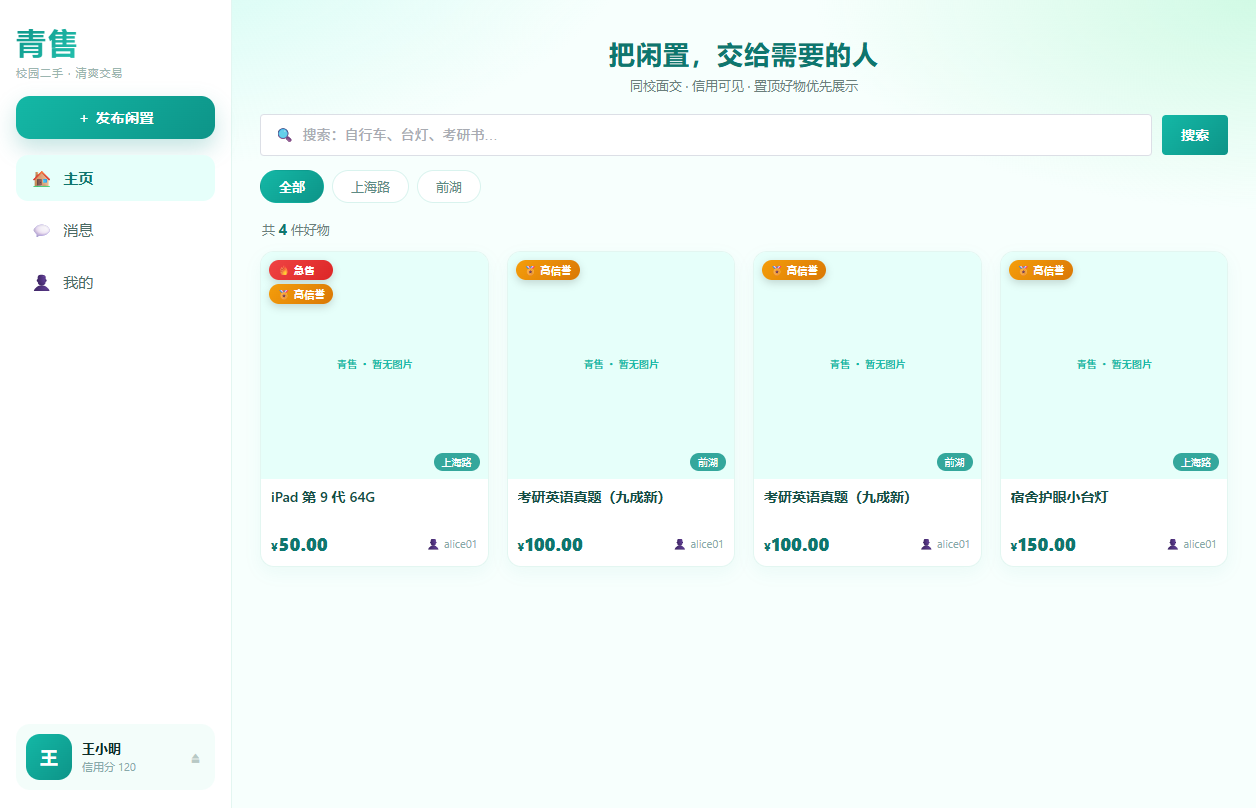 青售
校园二手 · 清爽交易
+ 发布闲置
主页
消息
我的
王
王小明
信用分 120
把闲置，交给需要的人
同校面交 · 信用可见 · 置顶好物优先展示
搜索：自行车、台灯、考研书...
搜索
全部
上海路
前湖
共 4 件好物
急售
高信誉
青售 · 暂无图片
上海路
iPad 第 9 代 64G
¥50.00
alice01
高信誉
青售 · 暂无图片
前湖
考研英语真题（九成新）
¥100.00
alice01
高信誉
青售 · 暂无图片
前湖
考研英语真题（九成新）
¥100.00
alice01
高信誉
青售 · 暂无图片
上海路
宿舍护眼小台灯
¥150.00
alice01